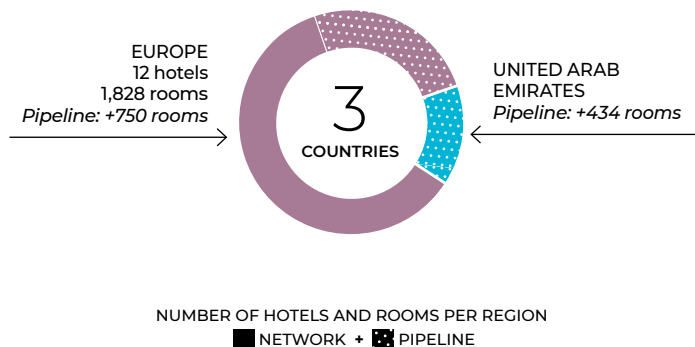 EUROPE
12 hotels
1,828 rooms
Pipeline: +750 rooms
3
COUNTRIES
UNITED ARAB
EMIRATES
Pipeline: +434 rooms
NUMBER OF HOTELS AND ROOMS PER REGION
NETWORK + PIPELINE